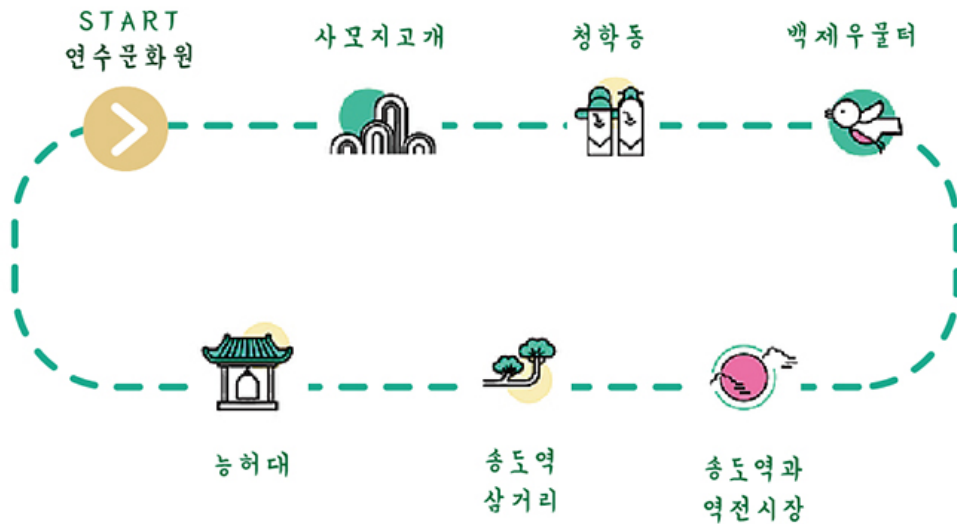 START
연수문화원
사모지고개
청학동
백제우물터
능허대
송도역
삼거리
송도역과
역전시장